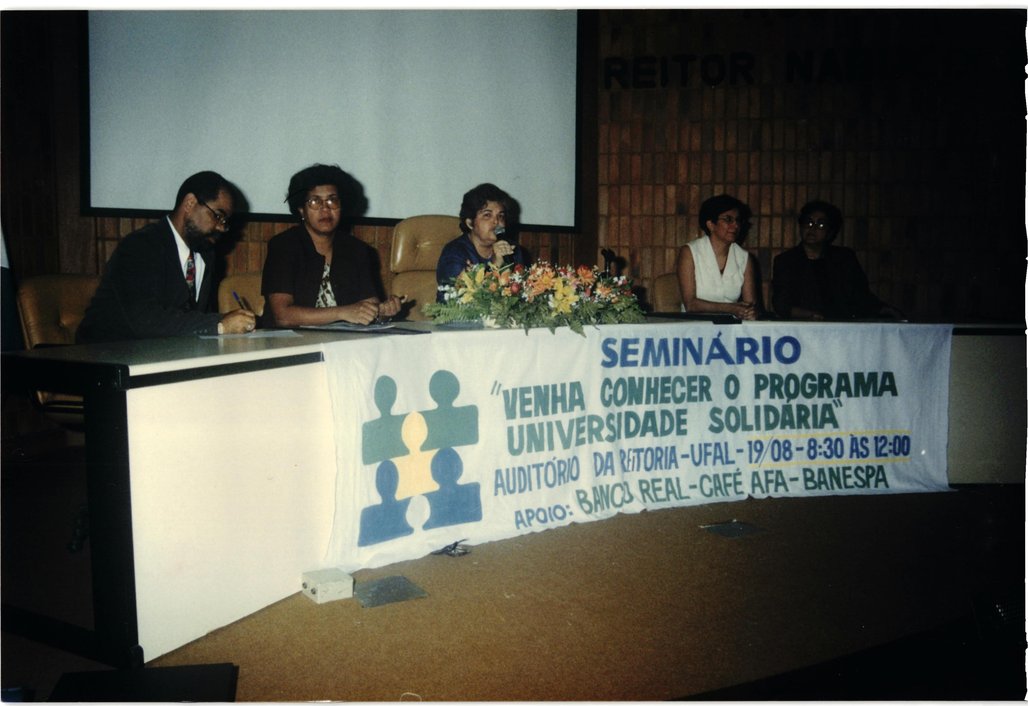 REITOR
SEMINÁRIO
"VENHA CONHECER O PROGRAMA
UNIVERSIDADE SOLIDÁRIA"
AUDITÓRIO DA REITORIA-UFAL-19/08-8:30 ÀS 12:00
APOIO: BANCO REAL-CAFÉ AFA-BANESPA